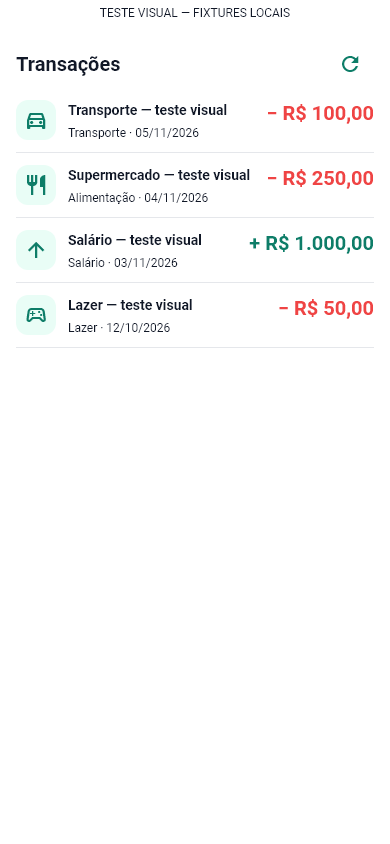 TESTE VISUAL — FIXTURES LOCAIS
Transações
Transporte — teste visual
− R$ 100,00
Transporte · 05/11/2026
Supermercado — teste visual
− R$ 250,00
Alimentação · 04/11/2026
Salário — teste visual
+ R$ 1.000,00
Salário · 03/11/2026
Lazer — teste visual
− R$ 50,00
Lazer · 12/10/2026